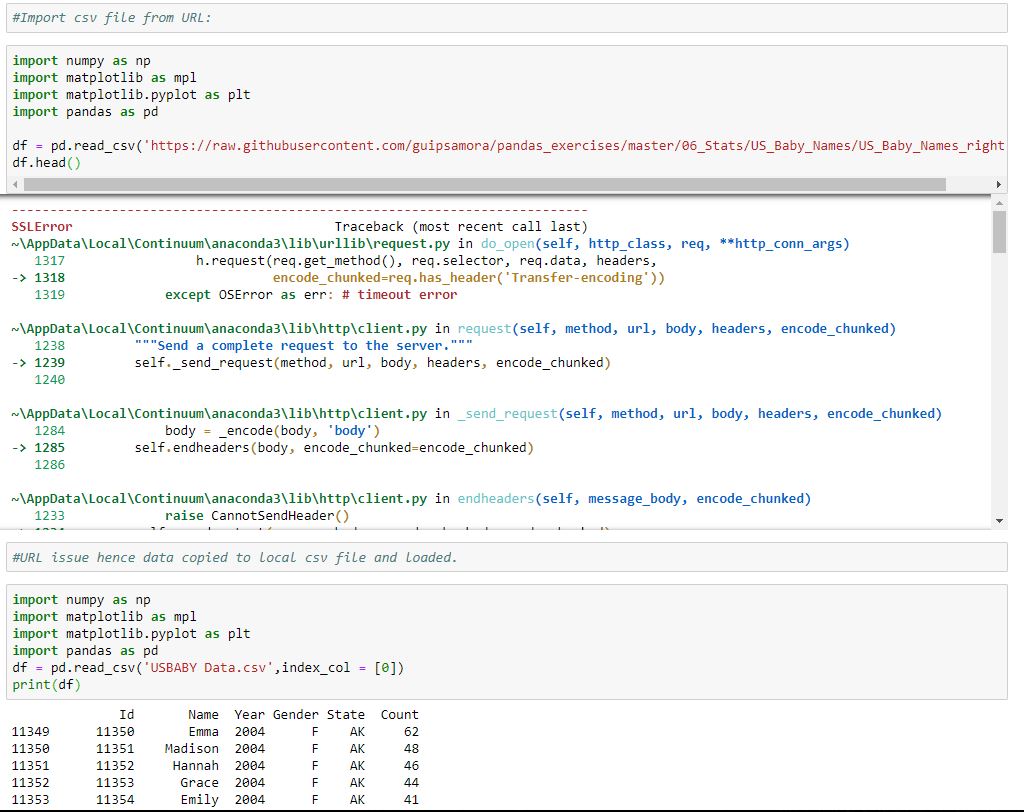 #Import csv file from URL:
import numpy as np
import matplotlib as mpl
import matplotlib.pyplot as plt
import pandas as pd
df = pd.read_csv('https://raw.githubusercontent.com/guipsamora/pandas_exercises/master/06_Stats/US_Baby_Names/US_Baby_Names_right
df.head()
---------------------------------------------------------------------------
SSLError Traceback (most recent call last)
~\AppData\Local\Continuum\anaconda3\lib\urllib\request.py in do_open(self, http_class, req, **http_conn_args)
1317 h.request(req.get_method(), req.selector, req.data, headers,
-> 1318 encode_chunked=req.has_header('Transfer-encoding'))
1319 except OSError as err: # timeout error
~\AppData\Local\Continuum\anaconda3\lib\http\client.py in request(self, method, url, body, headers, encode_chunked)
1238 """Send a complete request to the server."""
-> 1239 self._send_request(method, url, body, headers, encode_chunked)
1240
~\AppData\Local\Continuum\anaconda3\lib\http\client.py in _send_request(self, method, url, body, headers, encode_chunked)
1284 body = _encode(body, 'body')
-> 1285 self.endheaders(body, encode_chunked=encode_chunked)
1286
~\AppData\Local\Continuum\anaconda3\lib\http\client.py in endheaders(self, message_body, encode_chunked)
1233 raise CannotSendHeader()
#URL issue hence data copied to local csv file and loaded.
import numpy as np
import matplotlib as mpl
import matplotlib.pyplot as plt
import pandas as pd
df = pd.read_csv('USBABY Data.csv',index_col = [0])
print(df)
Id Name Year Gender State Count
11349 11350 Emma 2004 F AK 62
11350 11351 Madison 2004 F AK 48
11351 11352 Hannah 2004 F AK 46
11352 11353 Grace 2004 F AK 44
11353 11354 Emily 2004 F AK 41